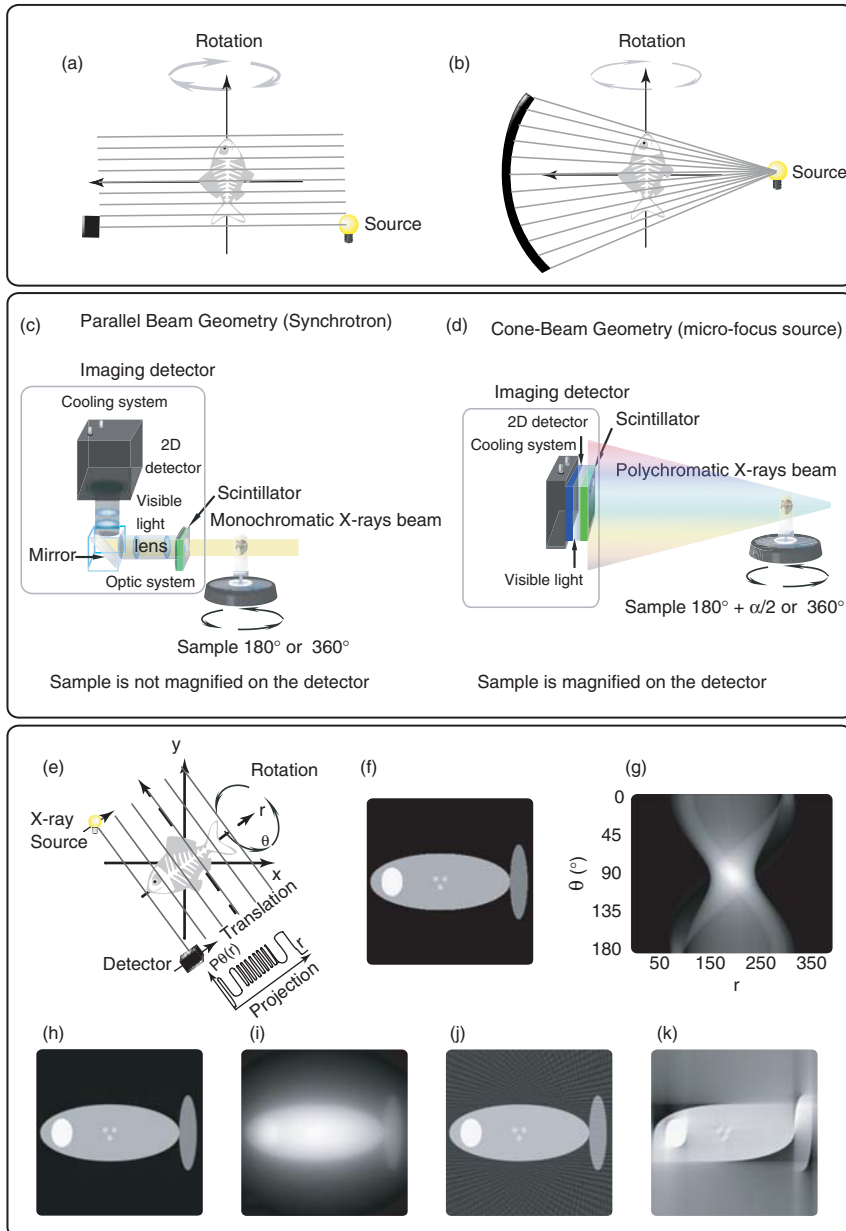 (a)
Rotation
Source
(b)
Rotation
Source
(c)
Parallel Beam Geometry (Synchrotron)
Imaging detector
Cooling system
2D
detector
Visible
light
lens
Scintillator
Monochromatic X-rays beam
Mirror
Optic system
Sample 180° or 360°
Sample is not magnified on the detector
(d)
Cone-Beam Geometry (micro-focus source)
Imaging detector
2D detector
Cooling system
Scintillator
Polychromatic X-rays beam
Visible light
Sample 180° + α/2 or 360°
Sample is magnified on the detector
(e)
y
Rotation
X-ray
Source
r
θ
x
Translation
Detector
Pθ(r)
r
Projection
(f)
(g)
0
45
90
135
180
θ (°)
50 150 250 350
r
(h)
(i)
(j)
(k)